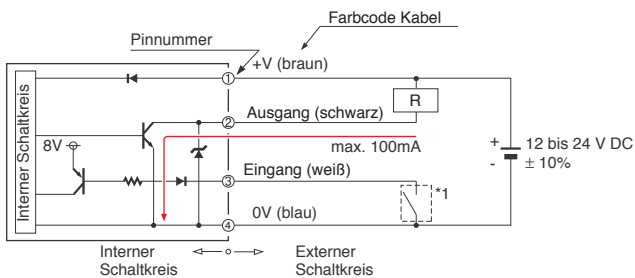 Farbcode Kabel
Pinnummer
+V (braun)
1
R
Ausgang (schwarz)
2
Interner Schaltkreis
8V
max. 100mA
+
-
12 bis 24 V DC
± 10%
Eingang (weiß)
3
*1
0V (blau)
4
Interner
Schaltkreis
Externer
Schaltkreis